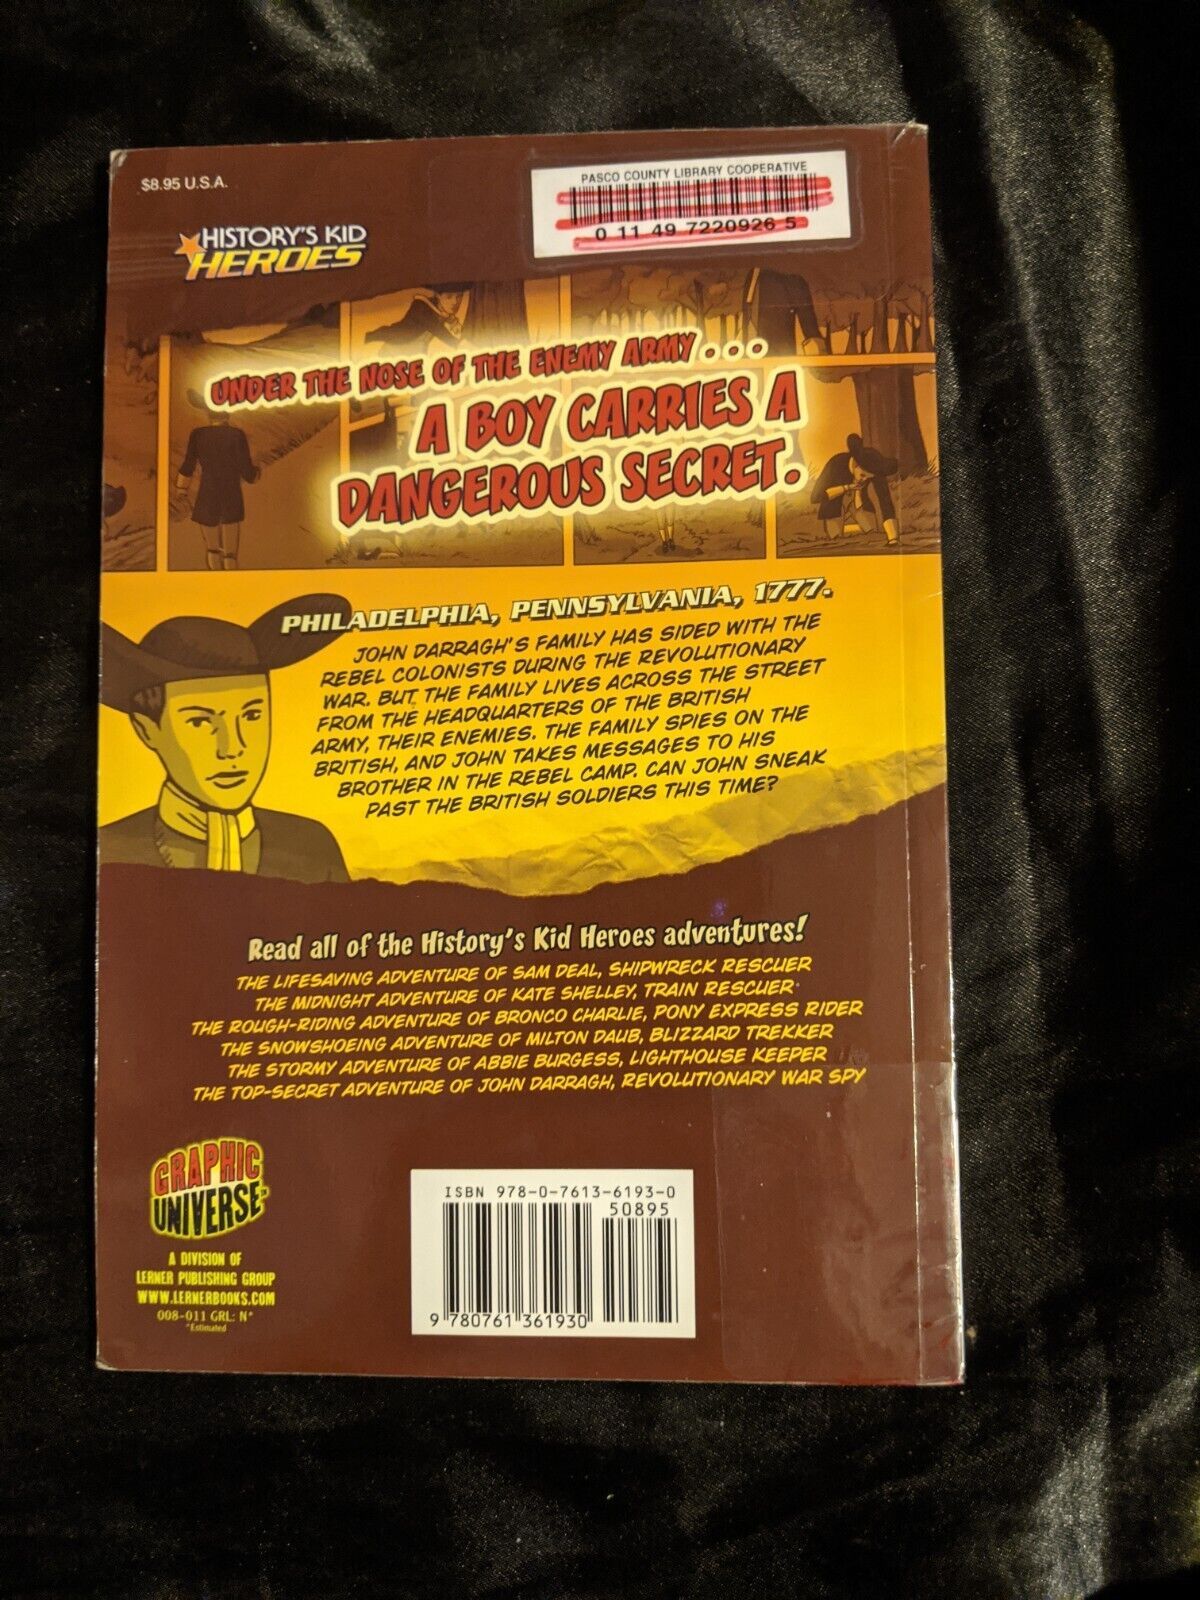 $8.95 U.S.A.
PASCO COUNTY LIBRARY COOPERATIVE
0 11 49 7220926 5
HISTORY'S KID
HEROES
UNDER THE NOSE OF THE ENEMY ARMY...
A BOY CARRIES A
DANGEROUS SECRET.
PHILADELPHIA, PENNSYLVANIA, 1777.
JOHN DARRAGH'S FAMILY HAS SIDED WITH THE
REBEL COLONISTS DURING THE REVOLUTIONARY
WAR. BUT THE FAMILY LIVES ACROSS THE STREET
FROM THE HEADQUARTERS OF THE BRITISH
ARMY, THEIR ENEMIES. THE FAMILY SPIES ON THE
BRITISH, AND JOHN TAKES MESSAGES TO HIS
BROTHER IN THE REBEL CAMP. CAN JOHN SNEAK
PAST THE BRITISH SOLDIERS THIS TIME?
Read all of the History's Kid Heroes adventures!
THE LIFESAVING ADVENTURE OF SAM DEAL, SHIPWRECK RESCUER
THE MIDNIGHT ADVENTURE OF KATE SHELLEY, TRAIN RESCUER
THE ROUGH-RIDING ADVENTURE OF BRONCO CHARLIE, PONY EXPRESS RIDER
THE SNOWSHOEING ADVENTURE OF MILTON DAUB, BLIZZARD TREKKER
THE STORMY ADVENTURE OF ABBIE BURGESS, LIGHTHOUSE KEEPER
THE TOP-SECRET ADVENTURE OF JOHN DARRAGH, REVOLUTIONARY WAR SPY
GRAPHIC
UNIVERSE™
A DIVISION OF
LERNER PUBLISHING GROUP
WWW.LERNERBOOKS.COM
008-011 GRL: N*
*Estimated
ISBN 978-0-7613-6193-0
50895
9 780761 361930